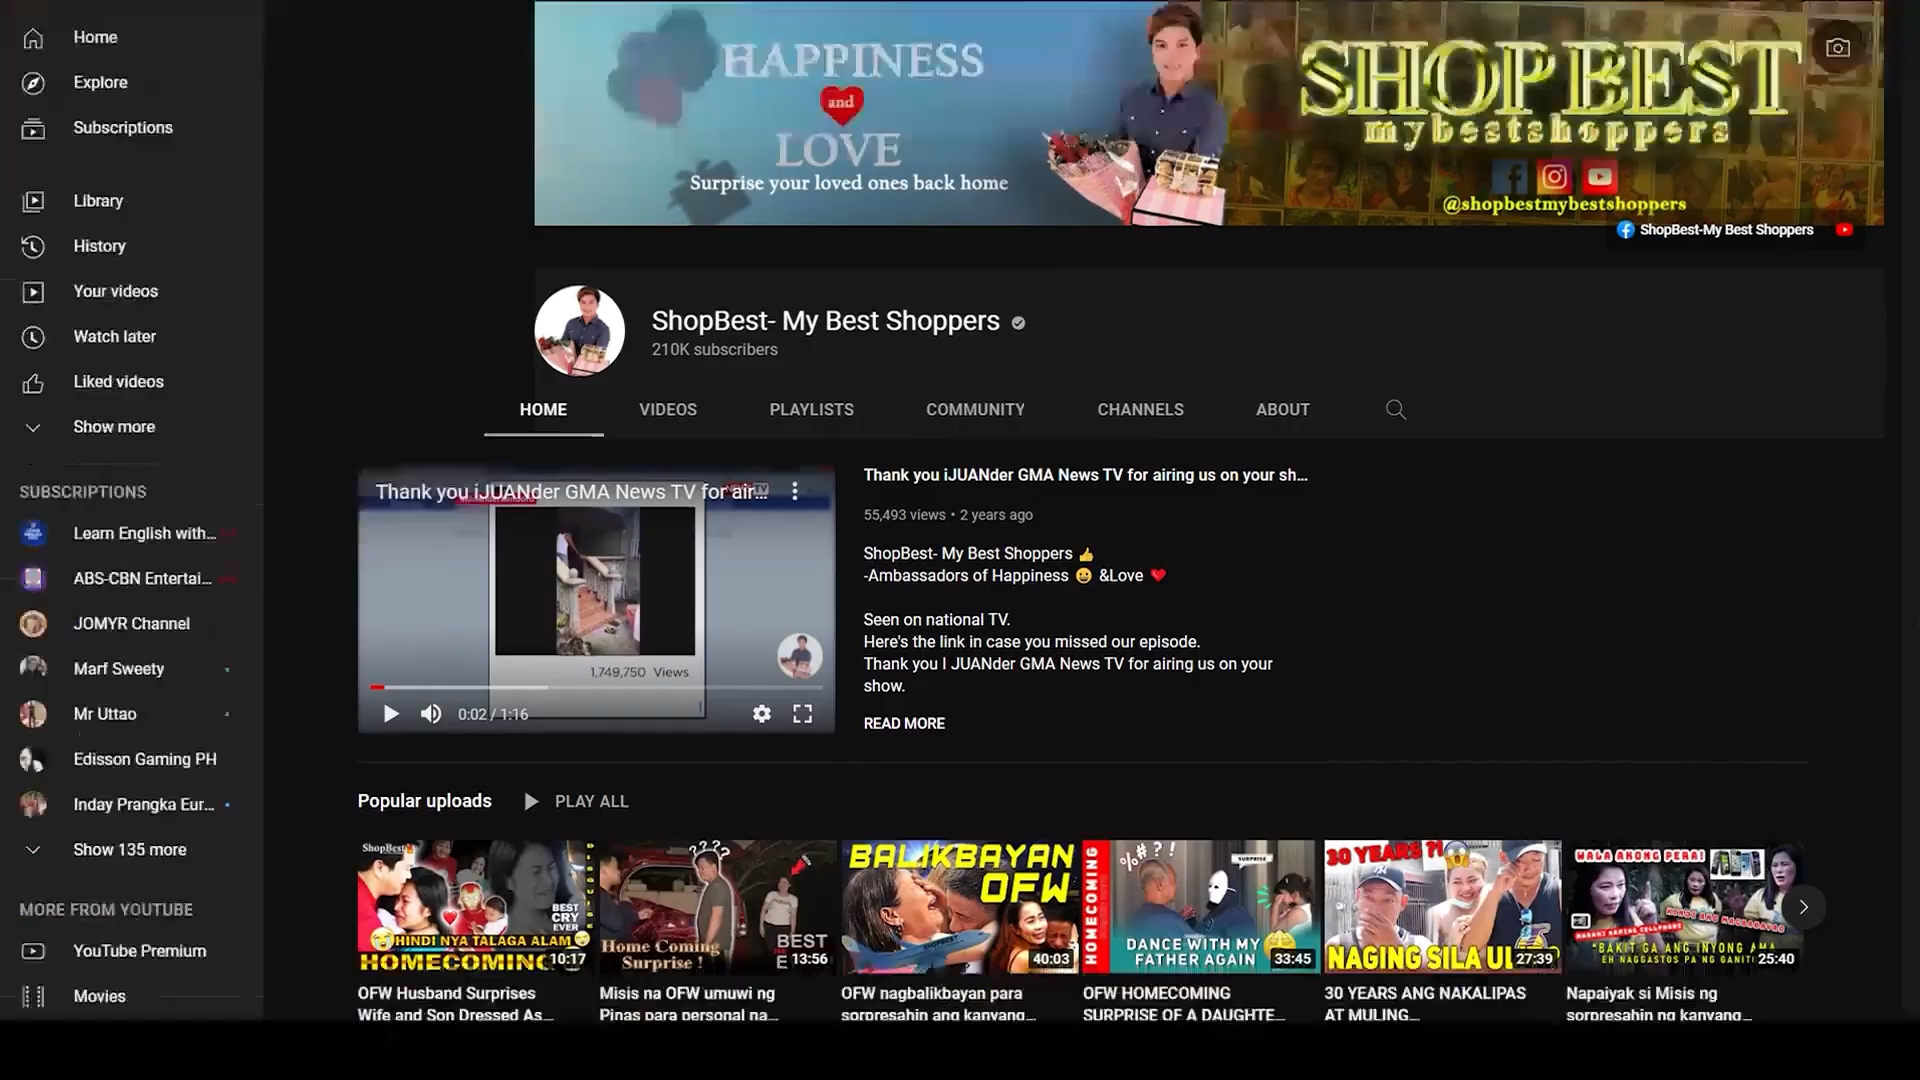 Home
Explore
Subscriptions
Library
History
Your videos
Watch later
Liked videos
Show more
SUBSCRIPTIONS
Learn English with...
ABS-CBN Entertai...
JOMYR Channel
Marf Sweety
Mr Uttao
Edisson Gaming PH
Inday Prangka Eur...
Show 135 more
MORE FROM YOUTUBE
YouTube Premium
Movies
HAPPINESS
and
LOVE
Surprise your loved ones back home
SHOPBEST
mybestshoppers
@shopbestmybestshoppers
ShopBest-My Best Shoppers
ShopBest- My Best Shoppers
210K subscribers
HOME
VIDEOS
PLAYLISTS
COMMUNITY
CHANNELS
ABOUT
Thank you iJUANder GMA News TV for air...
1,749,750 Views
0:02 / 1:16
Thank you iJUANder GMA News TV for airing us on your sh...
55,493 views • 2 years ago
ShopBest- My Best Shoppers 👍
-Ambassadors of Happiness 😀 &Love ❤
Seen on national TV.
Here's the link in case you missed our episode.
Thank you I JUANder GMA News TV for airing us on your
show.
READ MORE
Popular uploads
PLAY ALL
ShopBest
BEST
CRY
EVER
HINDI NYA TALAGA ALAM
HOMECOMING
10:17
OFW Husband Surprises
Wife and Son Dressed As...
????
Home Coming
Surprise !
BEST
E
13:56
Misis na OFW umuwi ng
Pinas para personal na...
BALIKBAYAN
OFW
40:03
OFW nagbalikbayan para
sorpresahin ang kanyang...
HOMECOMING
%#?!
SURPRISE
DANCE WITH MY
FATHER AGAIN
33:45
OFW HOMECOMING
SURPRISE OF A DAUGHTE...
30 YEARS ?!
NAGING SILA UL
27:39
30 YEARS ANG NAKALIPAS
AT MULING...
WALA AKONG PERA!
"BAKIT GA ANG INYONG AMA
EH NAGGASTOS PA NG GANITI
25:40
Napaiyak si Misis ng
sorpresahin ng kanyang...